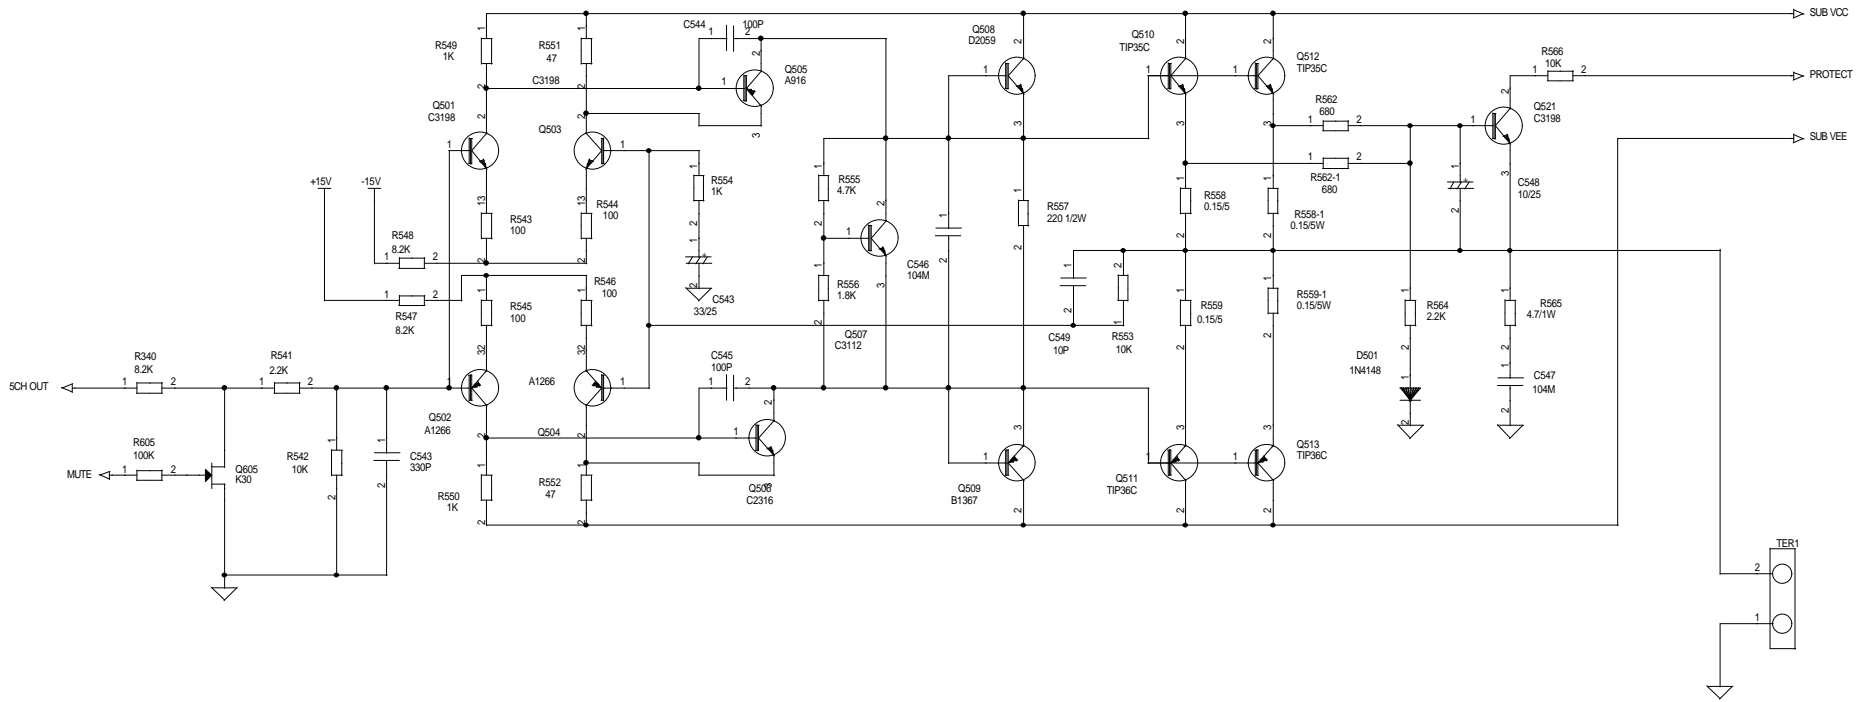 SUB VCC
PROTECT
SUB VEE
R549
1K
R551
47
C544
100P
C3198
Q505
A916
Q501
C3198
Q503
+15V
-15V
R548
8.2K
R547
8.2K
R543
100
R544
100
R545
100
R546
100
R554
1K
C543
33/25
R555
4.7K
R556
1.8K
Q507
C3112
C546
104M
Q508
D2059
R557
220 1/2W
Q510
TIP35C
Q512
TIP35C
R562
680
R562-1
680
R558
0.15/5
R558-1
0.15/5W
R559
0.15/5
R559-1
0.15/5W
C549
10P
R553
10K
R566
10K
Q521
C3198
C548
10/25
R564
2.2K
R565
4.7/1W
D501
1N4148
C547
104M
5CH OUT
R340
8.2K
R541
2.2K
MUTE
R605
100K
Q605
K30
R542
10K
C543
330P
Q502
A1266
A1266
Q504
C545
100P
R550
1K
R552
47
Q506
C2316
Q509
B1367
Q511
TIP36C
Q513
TIP36C
TER1
2
1